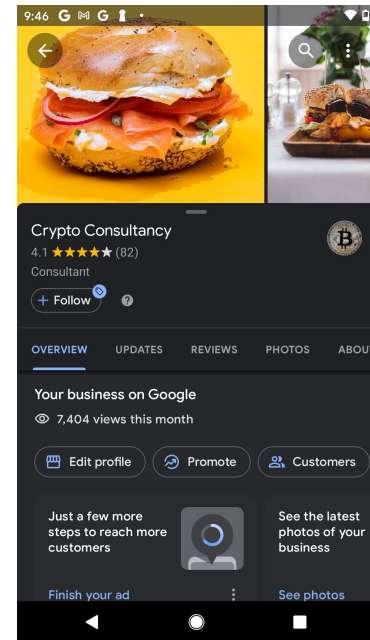 9:46
Crypto Consultancy
4.1 (82)
Consultant
+ Follow
OVERVIEW UPDATES REVIEWS PHOTOS ABOU
Your business on Google
7,404 views this month
Edit profile Promote Customers
Just a few more
steps to reach more
customers
Finish your ad
See the latest
photos of your
business
See photos